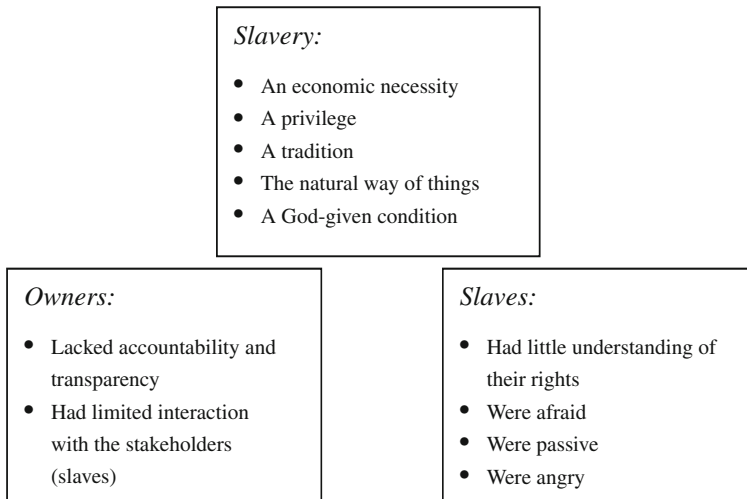 Slavery:
• An economic necessity
• A privilege
• A tradition
• The natural way of things
• A God-given condition
Owners:
• Lacked accountability and
transparency
• Had limited interaction
with the stakeholders
(slaves)
Slaves:
• Had little understanding of
their rights
• Were afraid
• Were passive
• Were angry